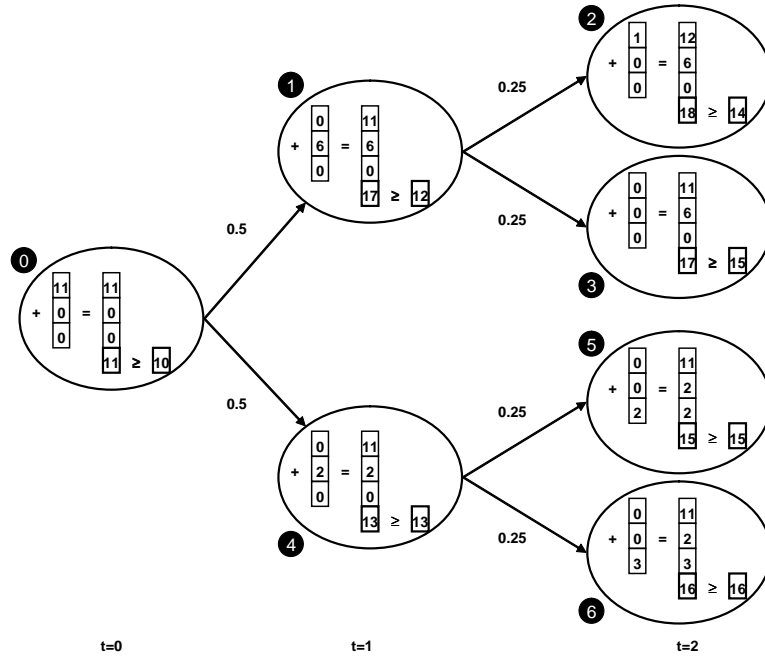 0
+ 11 = 11
0 0
0 0
11 ≥ 10
0.5
0.5
1
0 11
+ 6 = 6
0 0
17 ≥ 12
4
0 11
+ 2 = 2
0 0
13 ≥ 13
0.25
0.25
0.25
0.25
2
1 12
+ 0 = 6
0 0
18 ≥ 14
0 11
+ 0 = 6
0 0
17 ≥ 15
3
5
0 11
+ 0 = 2
2 2
15 ≥ 15
0 11
+ 0 = 2
3 3
16 ≥ 16
6
t=0 t=1 t=2